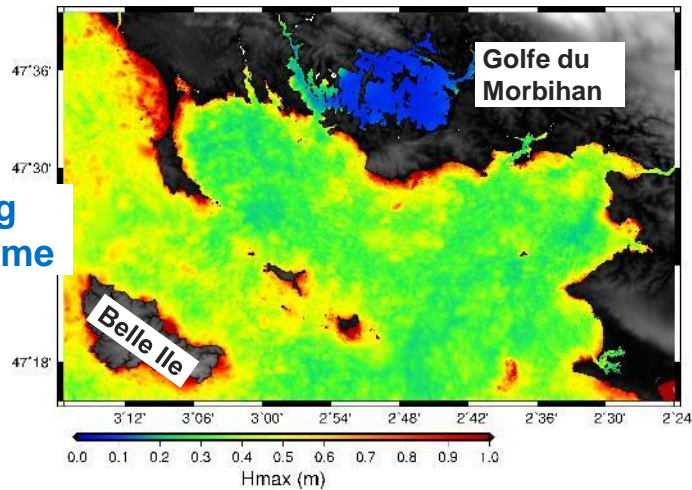 47°36'
47°30'
47°18'
Golfe du
Morbihan
g
me
Belle Ile
3°12' 3°06' 3°00' 2°54' 2°48' 2°42' 2°36' 2°30' 2°24
0.0 0.1 0.2 0.3 0.4 0.5 0.6 0.7 0.8 0.9 1.0
Hmax (m)